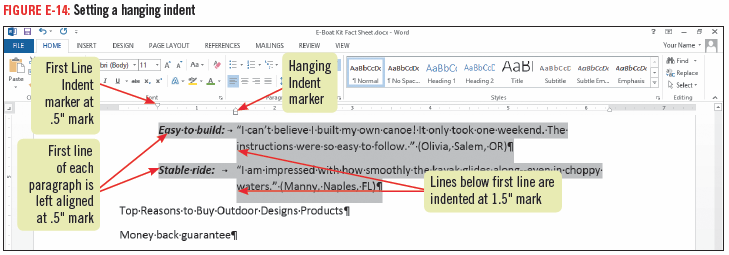 FIGURE E-14: Setting a hanging indent
E-Boat Kit Fact Sheet.docx - Word
FILE HOME INSERT DESIGN PAGE LAYOUT REFERENCES MAILINGS REVIEW VIEW
Your Name
Paste
(Body) 11
AaBbCcDc AaBbCcDc AaBbCc AaBbCcC AaBl AaBbCcC AaBbCcDc AaBbCcDc
¶ Normal ¶ No Spac... Heading 1 Heading 2 Title Subtitle Subtle Em... Emphasis
Find
Replace
Select
Font
Styles
Editing
First Line
Indent
marker at
.5" mark
Hanging
Indent
marker
First line
of each
paragraph is
left aligned
at .5" mark
Easy·to·build:→ "I·can't·believe·I·built·my·own·canoe!·It·only·took·one·weekend.·The·
instructions·were·so·easy·to·follow.·"·(Olivia,·Salem,·OR)¶
Stable·ride: → "I·am·impressed·with·how·smoothly·the·kayak·glides·along--even·in·choppy·
waters."·(Manny,·Naples,·FL)¶
Lines below first line are
indented at 1.5" mark
Top·Reasons·to·Buy·Outdoor·Designs·Products¶
Money·back·guarantee¶